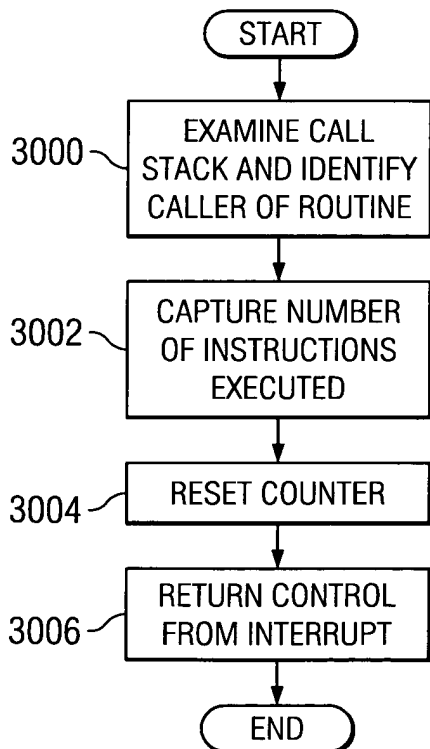 START
3000
EXAMINE CALL
STACK AND IDENTIFY
CALLER OF ROUTINE
3002
CAPTURE NUMBER
OF INSTRUCTIONS
EXECUTED
3004
RESET COUNTER
3006
RETURN CONTROL
FROM INTERRUPT
END